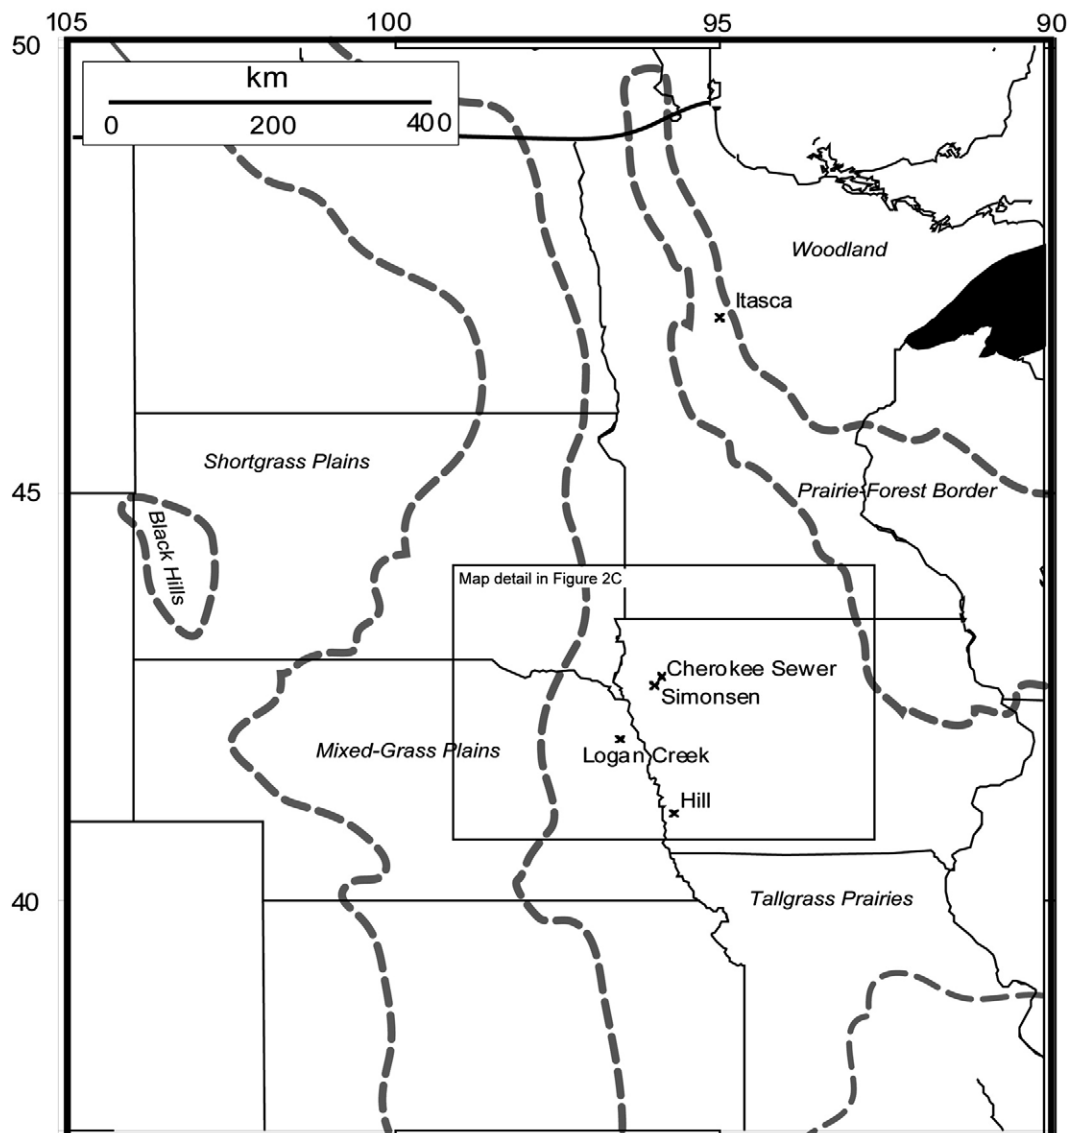 105 100 95 90
50
km
0 200 400
Woodland
Itasca
Shortgrass Plains
45
Prairie-Forest Border
Black Hills
Map detail in Figure 2C
Cherokee Sewer
Simonsen
Mixed-Grass Plains
Logan Creek
Hill
40
Tallgrass Prairies